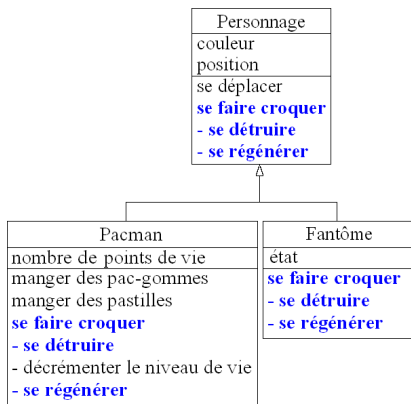 Personnage
couleur
position
se déplacer
se faire croquer
- se détruire
- se régénérer
Pacman
nombre de points de vie
manger des pac-gommes
manger des pastilles
se faire croquer
- se détruire
- décrémenter le niveau de vie
- se régénérer
Fantôme
état
se faire croquer
- se détruire
- se régénérer